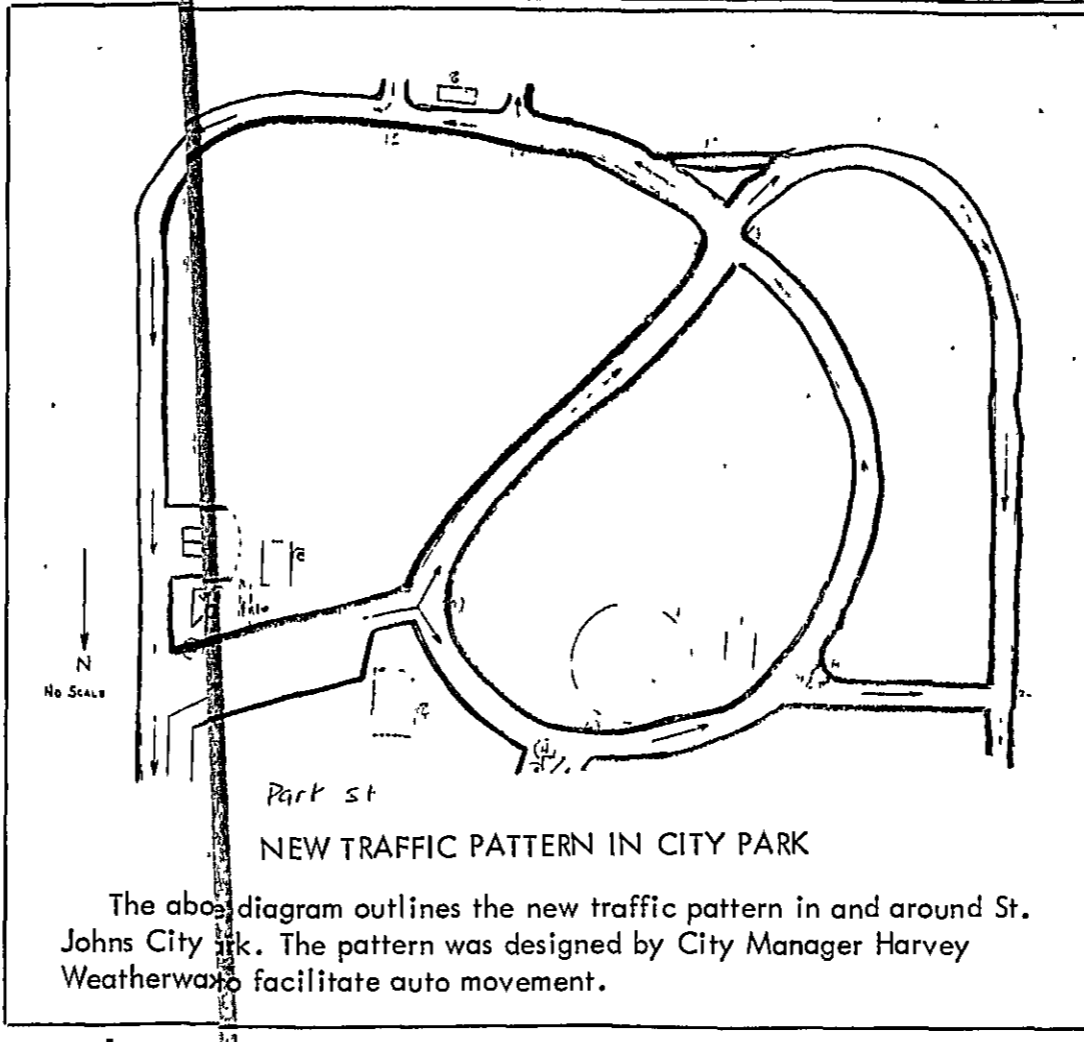 N
No Scale
Park St
NEW TRAFFIC PATTERN IN CITY PARK
The abo diagram outlines the new traffic pattern in and around St.
Johns City rk. The pattern was designed by City Manager Harvey
Weatherwax o facilitate auto movement.